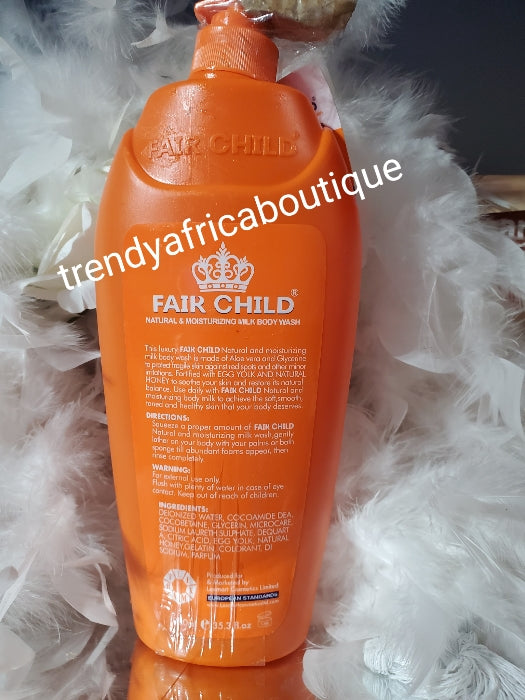 FAIR CHILD
trendyafricaboutique
FAIR CHILD®
NATURAL & MOISTURIZING MILK BODY WASH
This luxury FAIR CHILD Natural and moisturizing
milk body wash is made of Aloe vera and Glycerine
to protect fragile skin against red spots and other minor
irritations. Fortified with EGG YOLK AND NATURAL
HONEY to soothe your skin and restore its natural
balance. Use daily with FAIR CHILD Natural and
moisturizing body milk to achieve the soft, smooth,
toned and healthy skin that your body deserves.
DIRECTIONS:
Squeeze a proper amount of FAIR CHILD
Natural and moisturizing milk wash, gently
lather on your body with your palms or bath
sponge till abundant foams appear, then
rinse completely.
WARNING:
For external use only.
Flush with plenty of water in case of eye
contact. Keep out of reach of children.
INGREDIENTS:
DEIONIZED WATER, COCOAMIDE DEA,
COCOBETAINE, GLYCERIN, MICROCARE,
SODIUM LAURETH SULPHATE, DEQUART
A, CITRIC ACID, EGG YOLK, NATURAL
HONEY, GELATIN, COLORANT, DI
SODIUM, PARFUM
Produced for
& Marketed by
Cosmetics Limited
EUROPEAN STANDARDS
35.3 fl.oz